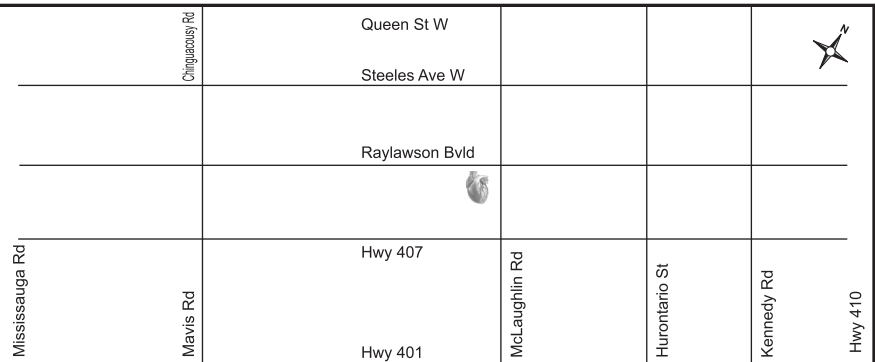 Queen St W
Chinguacousy Rd
N
Steeles Ave W
Raylawson Bvld
Hwy 407
Mississauga Rd
Mavis Rd
McLaughlin Rd
Hurontario St
Kennedy Rd
Hwy 410
Hwy 401